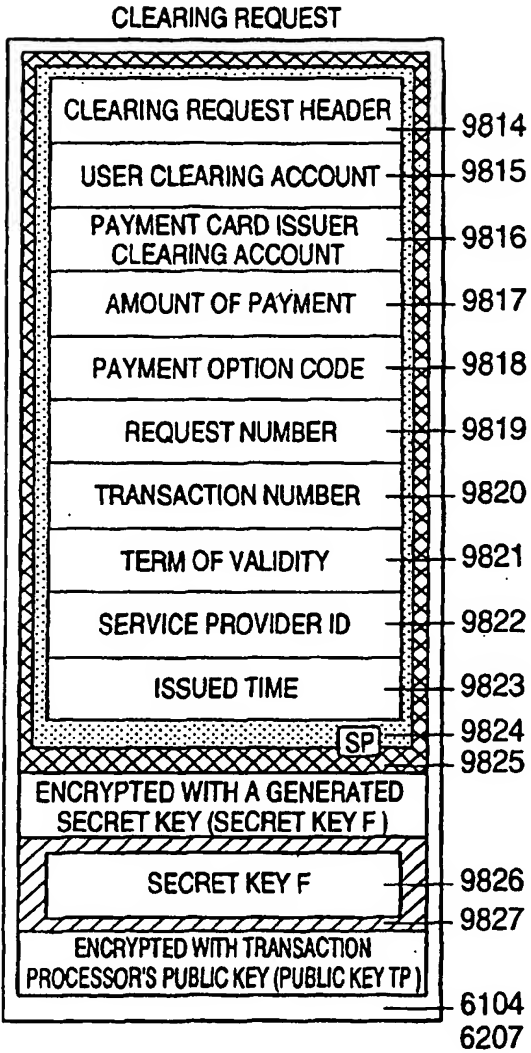 CLEARING REQUEST
CLEARING REQUEST HEADER
9814
USER CLEARING ACCOUNT
9815
PAYMENT CARD ISSUER
CLEARING ACCOUNT
9816
AMOUNT OF PAYMENT
9817
PAYMENT OPTION CODE
9818
REQUEST NUMBER
9819
TRANSACTION NUMBER
9820
TERM OF VALIDITY
9821
SERVICE PROVIDER ID
9822
ISSUED TIME
9823
SP
9824
9825
ENCRYPTED WITH A GENERATED
SECRET KEY (SECRET KEY F)
SECRET KEY F
9826
9827
ENCRYPTED WITH TRANSACTION
PROCESSOR'S PUBLIC KEY (PUBLIC KEY TP)
6104
6207